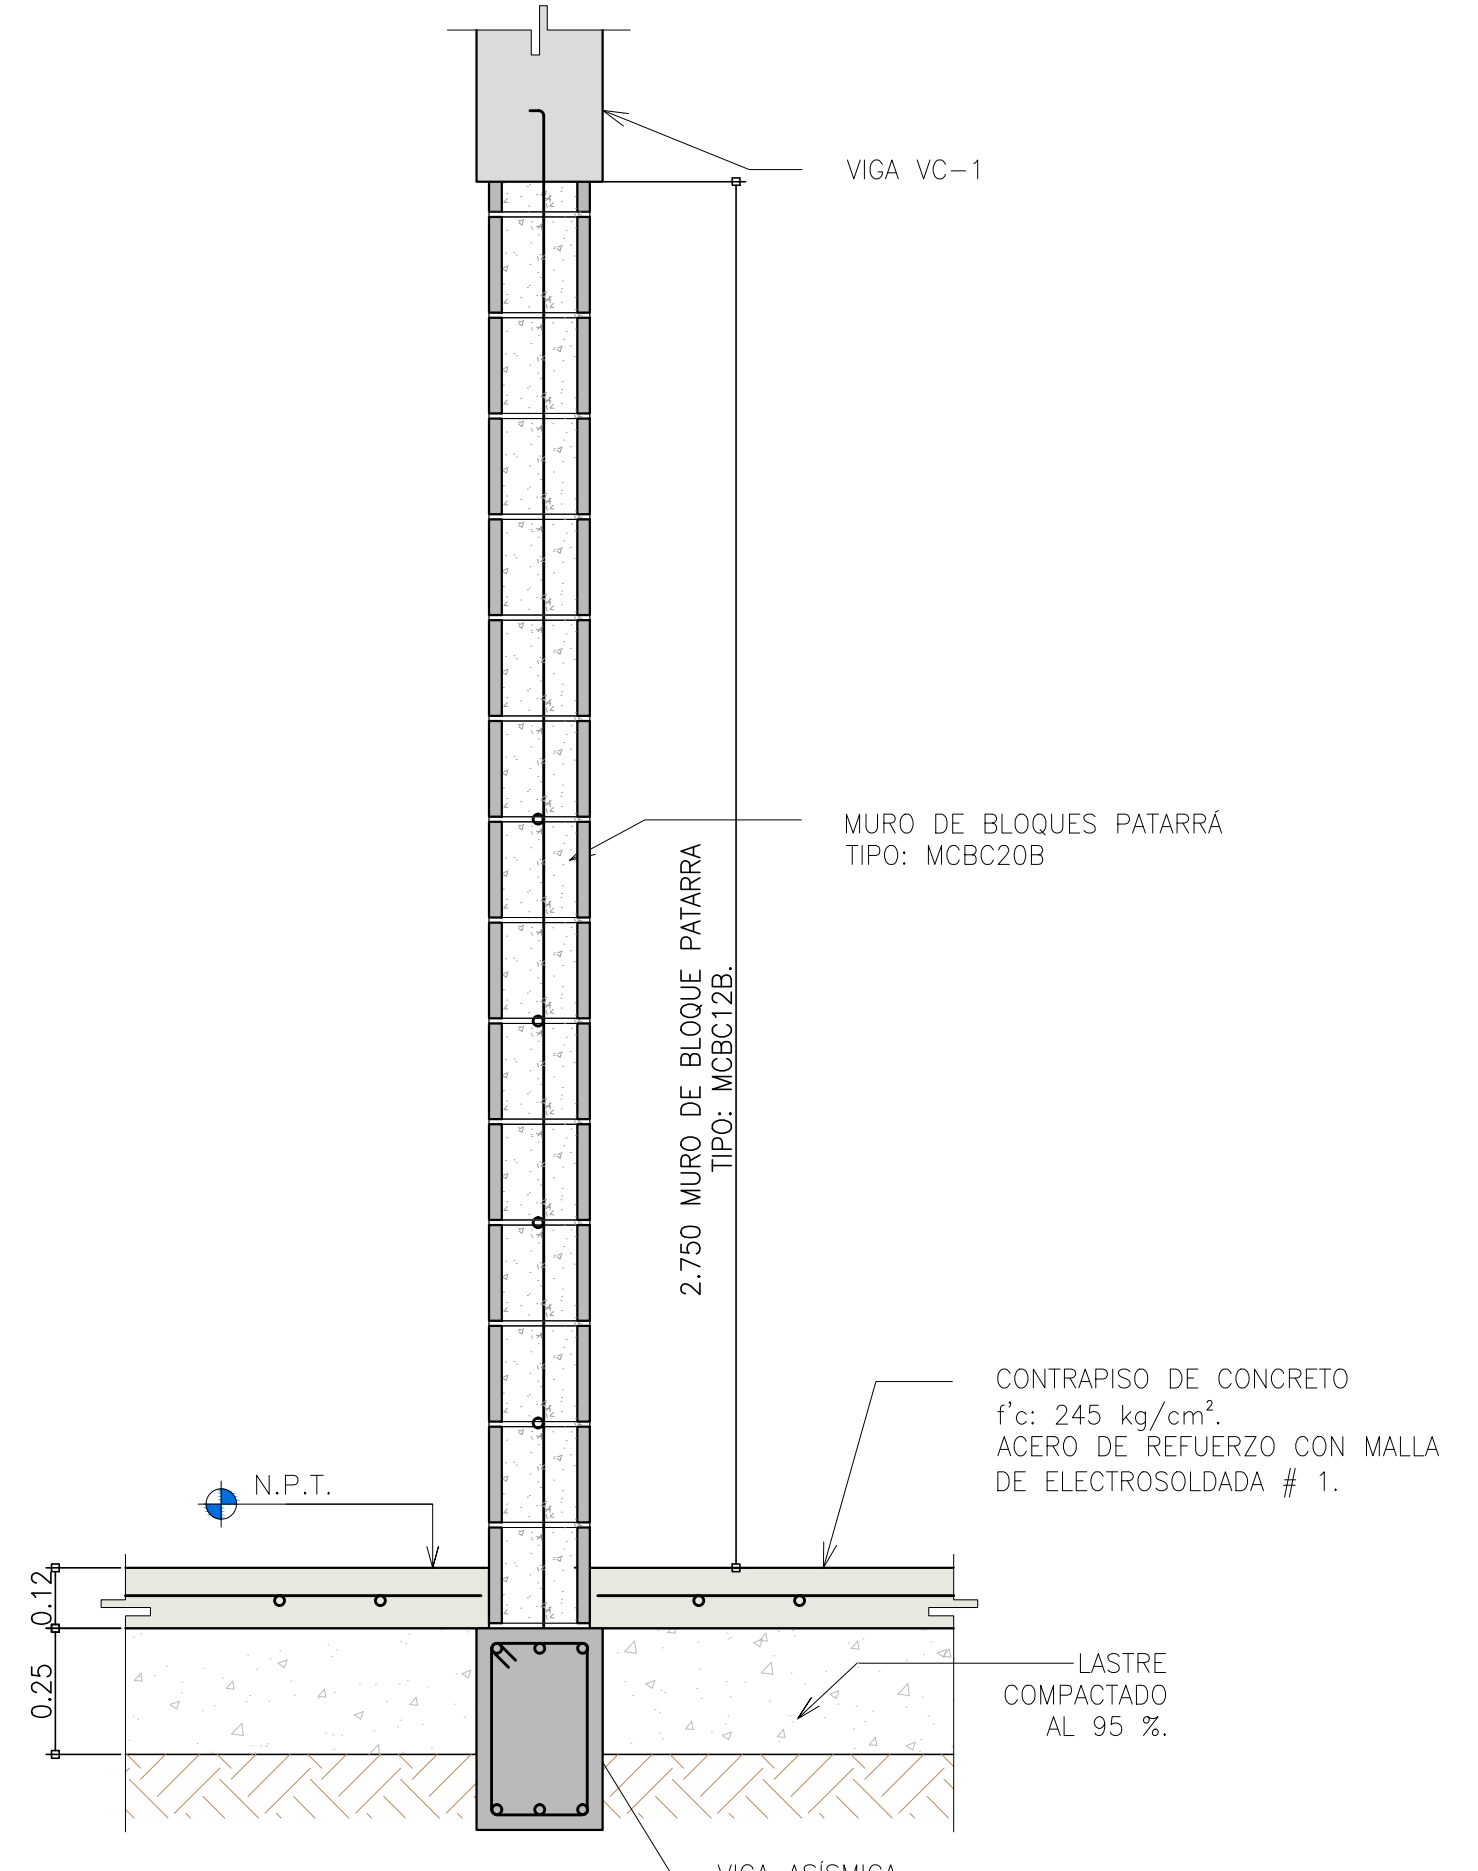 VIGA VC-1
MURO DE BLOQUES PATARRÁ
TIPO: MCBC20B
2.750 MURO DE BLOQUE PATARRA
TIPO: MCBC12B.
CONTRAPISO DE CONCRETO
f'c: 245 kg/cm².
ACERO DE REFUERZO CON MALLA
DE ELECTROSOLDADA # 1.
N.P.T.
0.12
0.25
LASTRE
COMPACTADO
AL 95 %.
VIGA ASÍSMICA